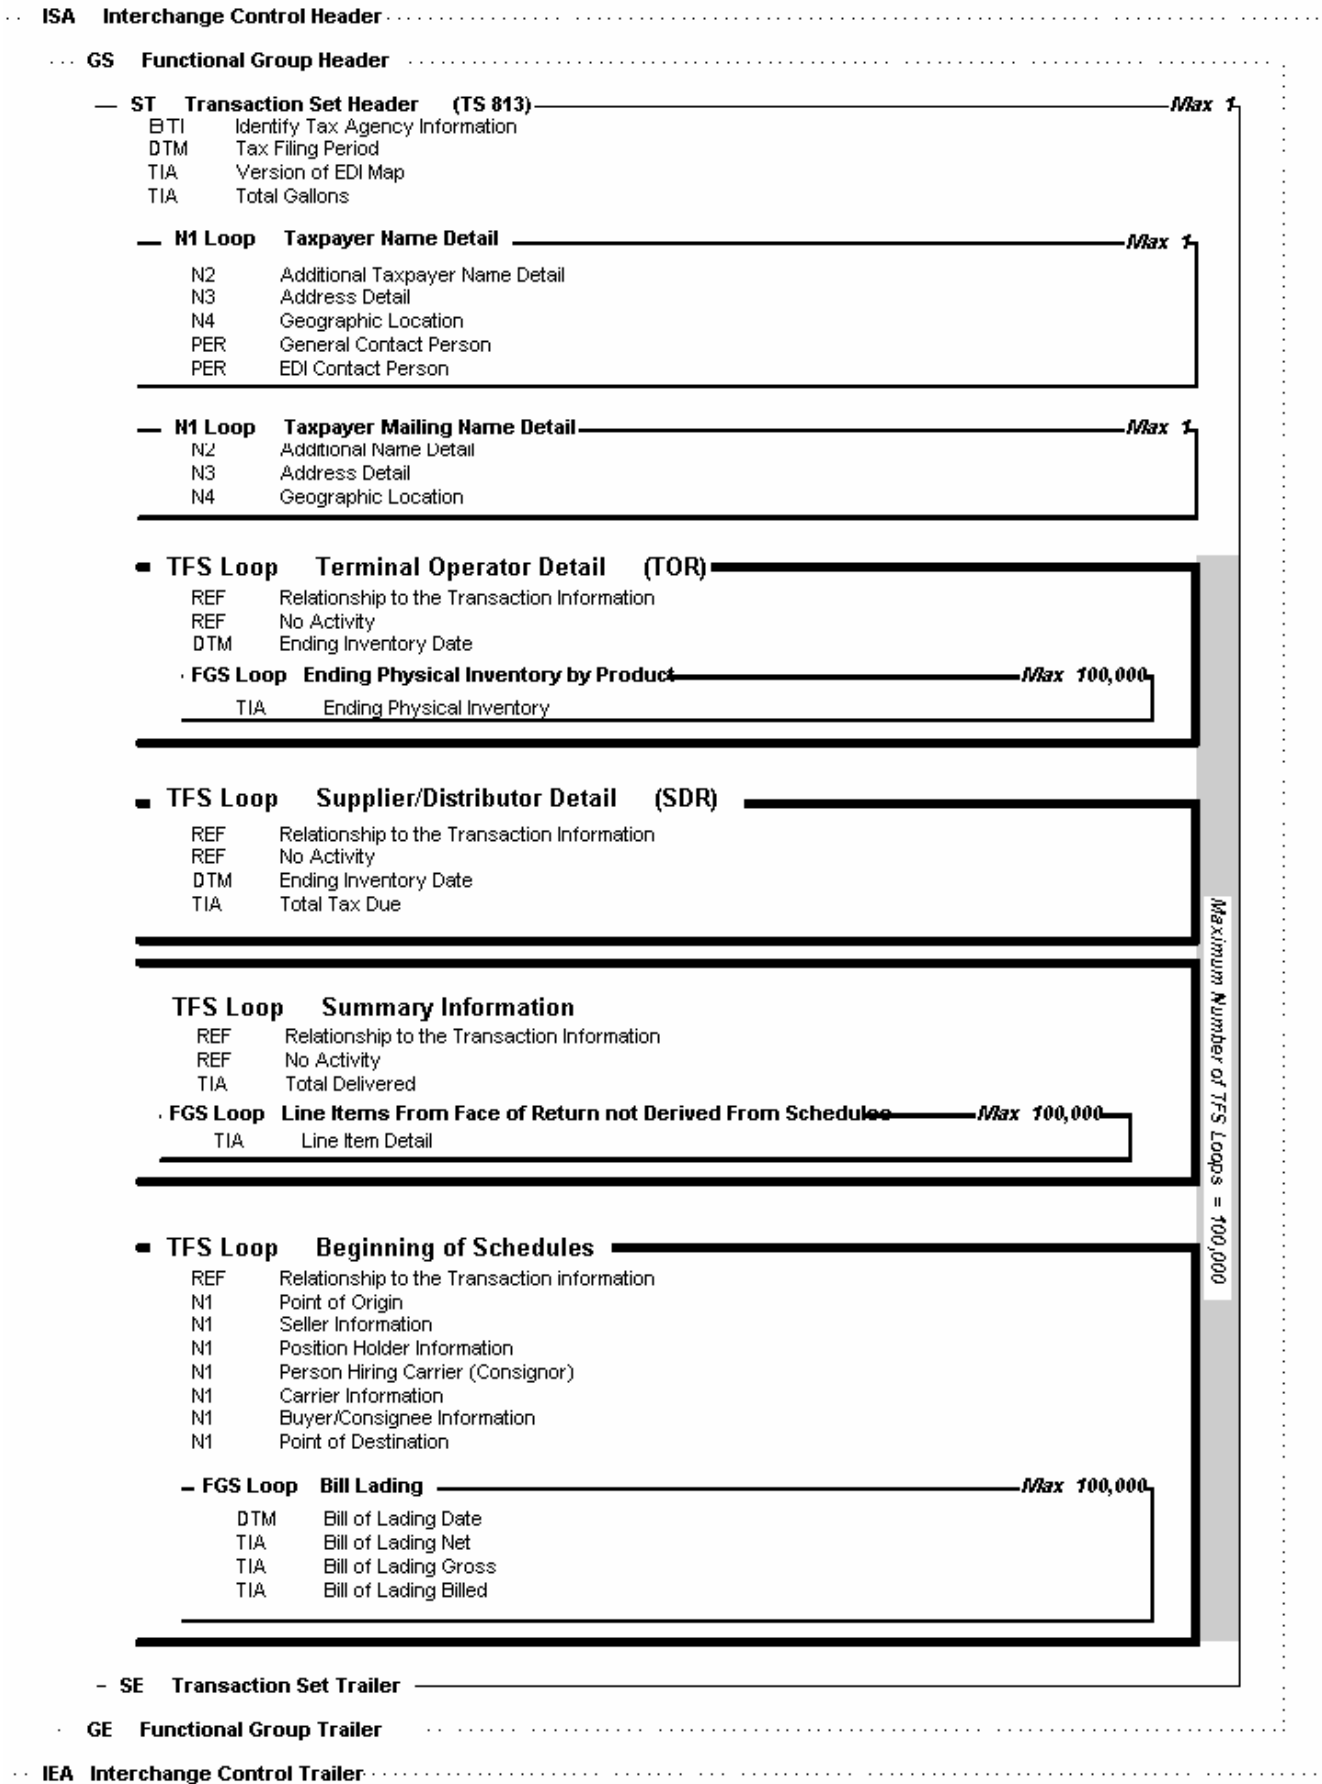 ISA Interchange Control Header
GS Functional Group Header
ST Transaction Set Header (TS 813) Max 1
BTI Identify Tax Agency Information
DTM Tax Filing Period
TIA Version of EDI Map
TIA Total Gallons
N1 Loop Taxpayer Name Detail Max 1
N2 Additional Taxpayer Name Detail
N3 Address Detail
N4 Geographic Location
PER General Contact Person
PER EDI Contact Person
N1 Loop Taxpayer Mailing Name Detail Max 1
N2 Additional Name Detail
N3 Address Detail
N4 Geographic Location
TFS Loop Terminal Operator Detail (TOR)
REF Relationship to the Transaction Information
REF No Activity
DTM Ending Inventory Date
FGS Loop Ending Physical Inventory by Product Max 100,000
TIA Ending Physical Inventory
TFS Loop Supplier/Distributor Detail (SDR)
REF Relationship to the Transaction Information
REF No Activity
DTM Ending Inventory Date
TIA Total Tax Due
TFS Loop Summary Information
REF Relationship to the Transaction Information
REF No Activity
TIA Total Delivered
FGS Loop Line Items From Face of Return not Derived From Schedules Max 100,000
TIA Line Item Detail
TFS Loop Beginning of Schedules
REF Relationship to the Transaction information
N1 Point of Origin
N1 Seller Information
N1 Position Holder Information
N1 Person Hiring Carrier (Consignor)
N1 Carrier Information
N1 Buyer/Consignee Information
N1 Point of Destination
FGS Loop Bill Lading Max 100,000
DTM Bill of Lading Date
TIA Bill of Lading Net
TIA Bill of Lading Gross
TIA Bill of Lading Billed
Maximum Number of TFS Loops = 100,000
SE Transaction Set Trailer
GE Functional Group Trailer
IEA Interchange Control Trailer